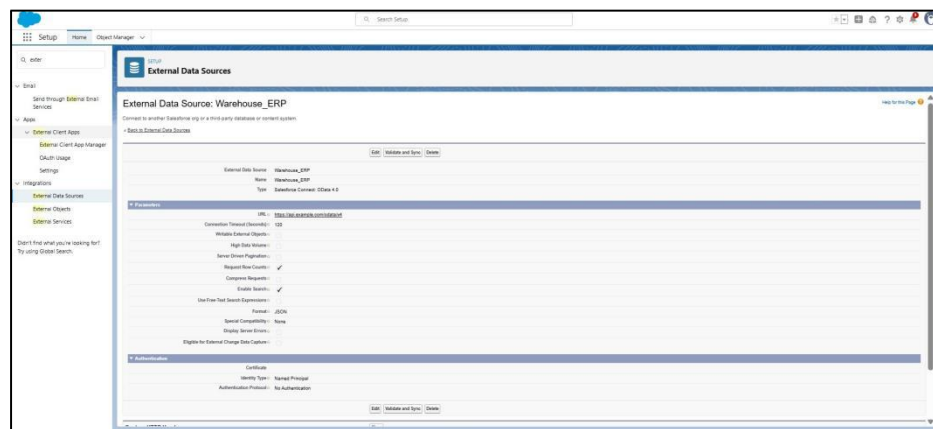 Search Setup
Setup Home Object Manager
exter
Email
Send through External Email
Services
Apps
External Client Apps
External Client App Manager
OAuth Usage
Settings
Integrations
External Data Sources
External Objects
External Services
Didn't find what you're looking for?
Try using Global Search.
SETUP
External Data Sources
External Data Source: Warehouse_ERP
Help for this Page
Connect to another Salesforce org or a third-party database or content system.
« Back to External Data Sources
Edit Validate and Sync Delete
External Data Source Warehouse_ERP
Name Warehouse_ERP
Type Salesforce Connect: OData 4.0
Parameters
URL
Connection Timeout (Seconds) 120
Writable External Objects
High Data Volume
Server Driven Pagination
Request Row Counts ✓
Compress Requests
Enable Search ✓
Use Free-Text Search Expressions
Format JSON
Special Compatibility None
Display Server Errors
Eligible for External Change Data Capture
Authentication
Certificate
Identity Type Named Principal
Authentication Protocol No Authentication
Edit Validate and Sync Delete